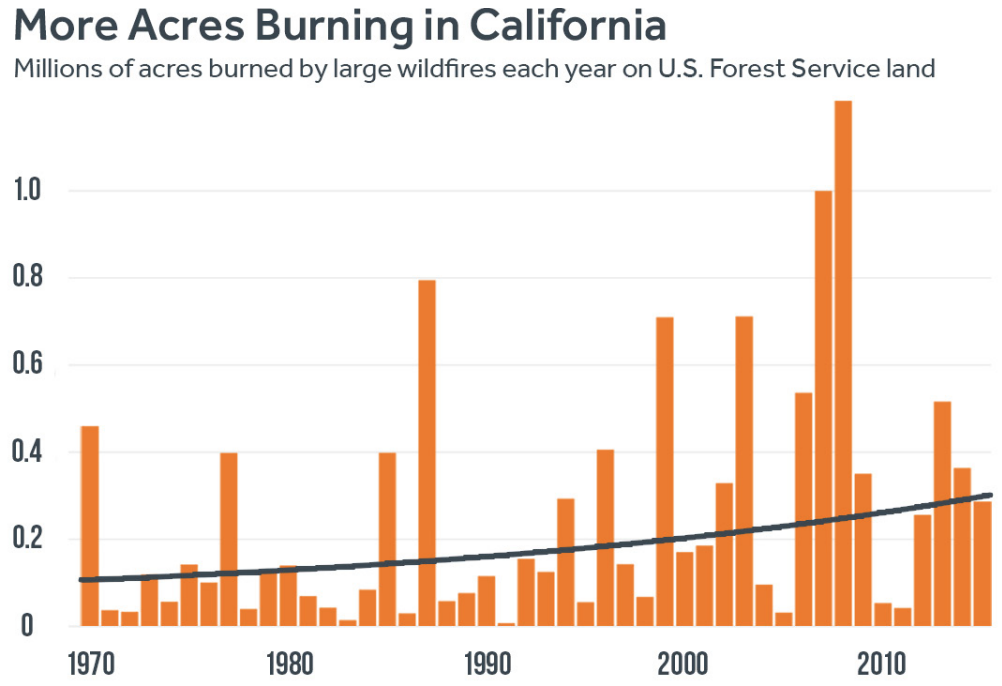 More Acres Burning in California
Millions of acres burned by large wildfires each year on U.S. Forest Service land
1.0
0.8
0.6
0.4
0.2
0
1970 1980 1990 2000 2010